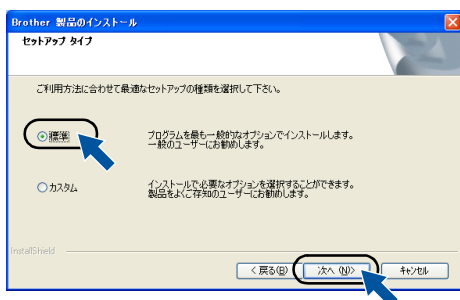 Brother 製品のインストール
セットアップ タイプ
ご利用方法に合わせて最適なセットアップの種類を選択して下さい。
標準
プログラムを最も一般的なオプションでインストールします。
一般のユーザーにお勧めします。
カスタム
インストールで必要なオプションを選択することができます。
製品をよくご存知のユーザーにお勧めします。
InstallShield
< 戻る(B)
次へ (N)>
キャンセル